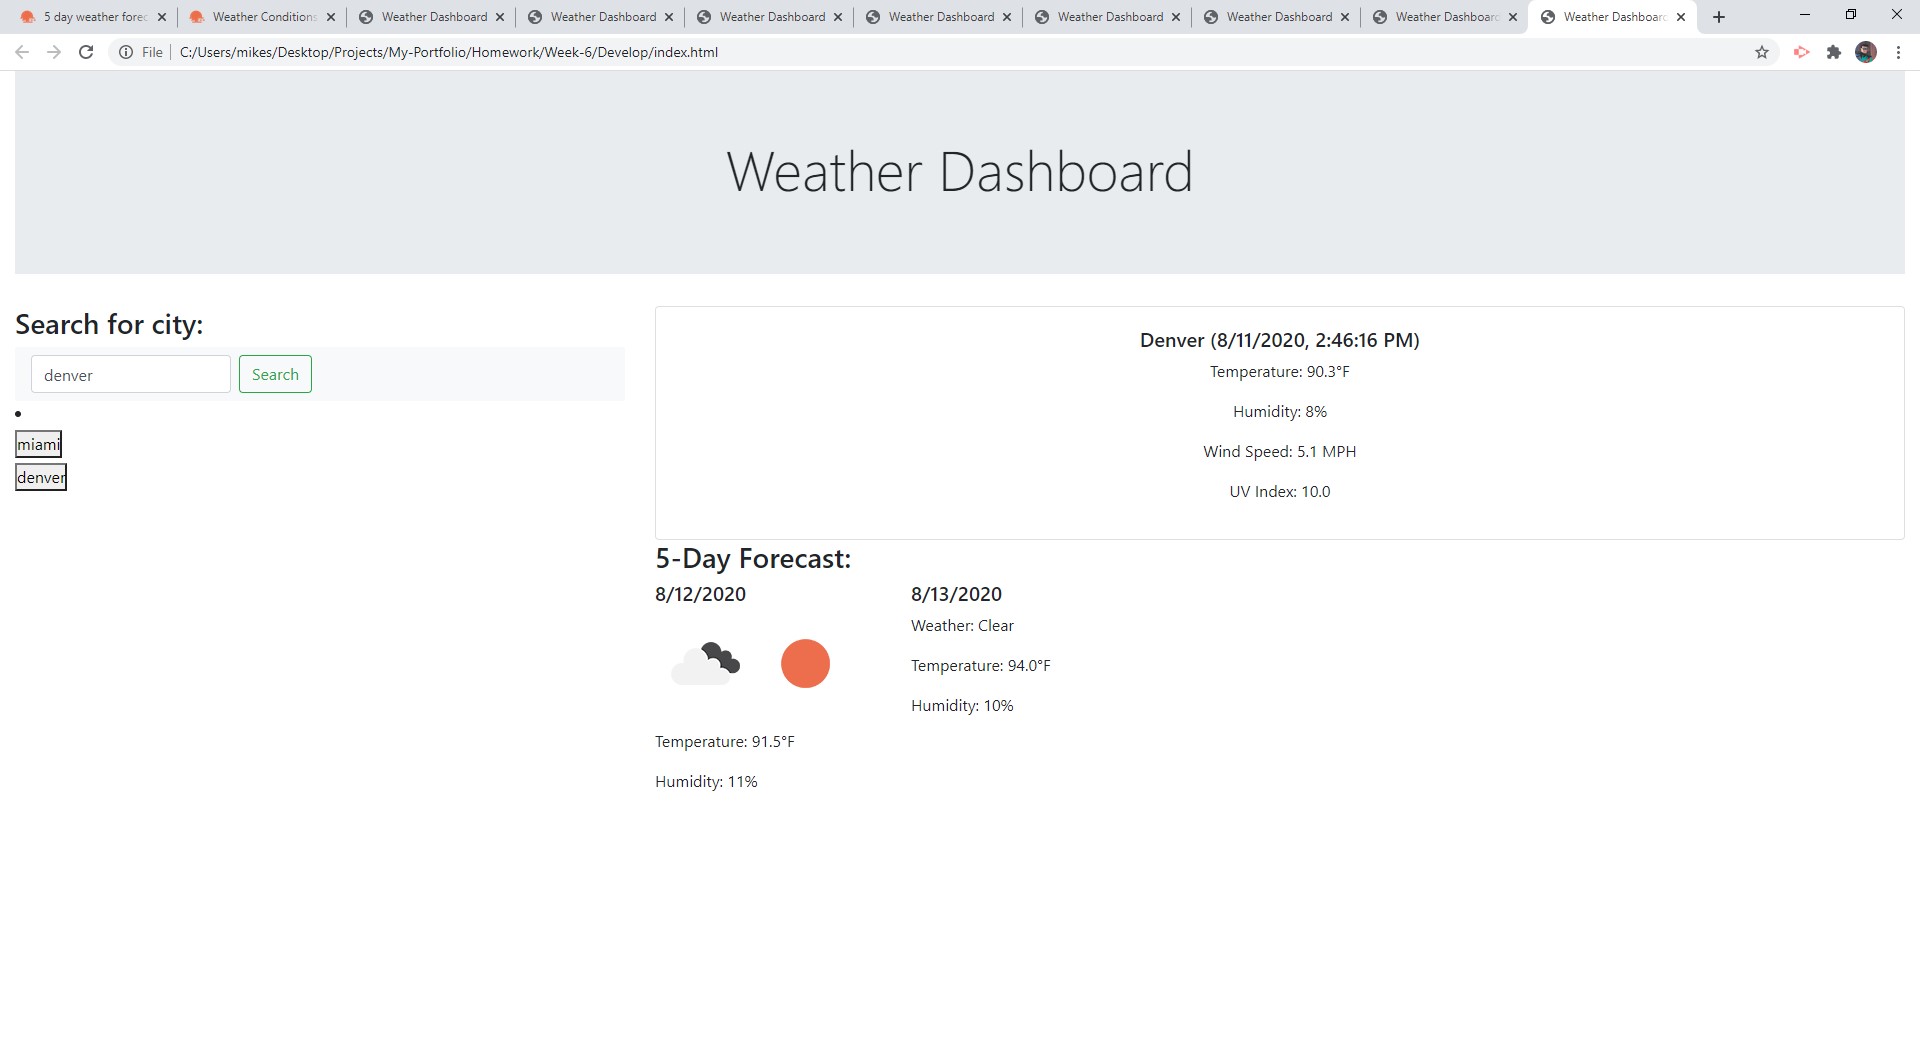 5 day weather forec
Weather Conditions
Weather Dashboard
Weather Dashboard
Weather Dashboard
Weather Dashboard
Weather Dashboard
Weather Dashboard
Weather Dashboard
Weather Dashboard
File
C:/Users/mikes/Desktop/Projects/My-Portfolio/Homework/Week-6/Develop/index.html
Weather Dashboard
Search for city:
denver
Search
miami
denver
Denver (8/11/2020, 2:46:16 PM)
Temperature: 90.3°F
Humidity: 8%
Wind Speed: 5.1 MPH
UV Index: 10.0
5-Day Forecast:
8/12/2020
Temperature: 91.5°F
Humidity: 11%
8/13/2020
Weather: Clear
Temperature: 94.0°F
Humidity: 10%